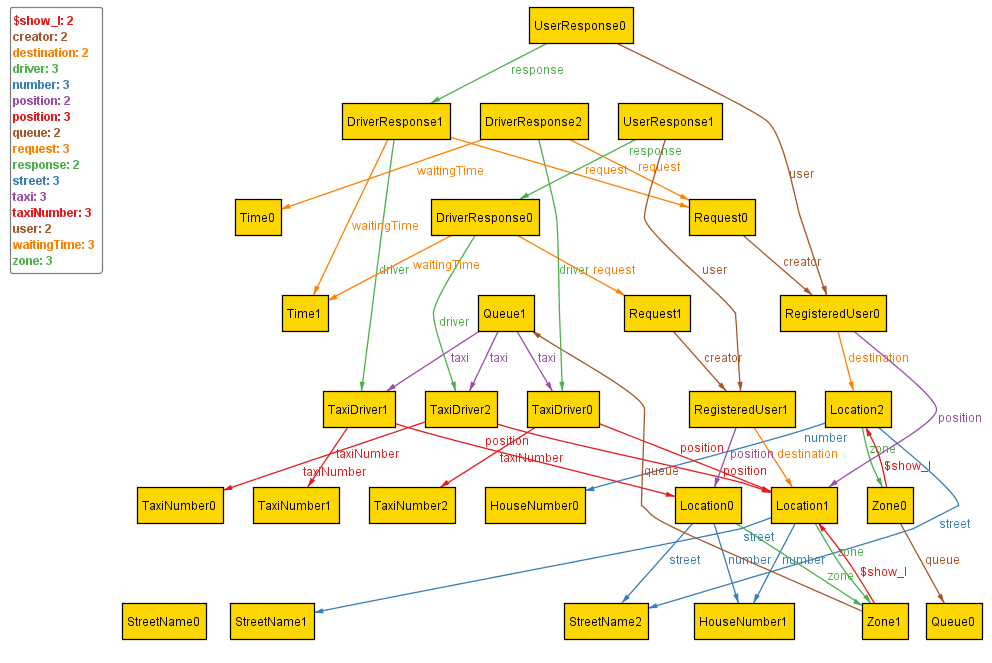 $show_l: 2
creator: 2
destination: 2
driver: 3
number: 3
position: 2
position: 3
queue: 2
request: 3
response: 2
street: 3
taxi: 3
taxiNumber: 3
user: 2
waitingTime: 3
zone: 3
UserResponse0
response
DriverResponse1
DriverResponse2
UserResponse1
response
waitingTime
request
request
user
Time0
DriverResponse0
Request0
waitingTime
waitingTime
driver
driver
request
user
creator
Time1
Queue1
Request1
RegisteredUser0
driver
taxi
taxi
taxi
creator
destination
TaxiDriver1
TaxiDriver2
TaxiDriver0
RegisteredUser1
Location2
position
taxiNumber
position
taxiNumber
taxiNumber
position
position
position
destination
number
zone
$show_l
queue
TaxiNumber0
TaxiNumber1
TaxiNumber2
HouseNumber0
Location0
Location1
Zone0
street
street
street
number
number
zone
zone
$show_l
queue
StreetName0
StreetName1
StreetName2
HouseNumber1
Zone1
Queue0